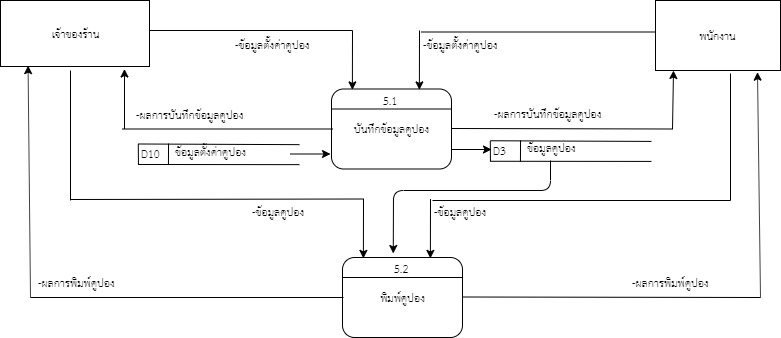 เจ้าของร้าน
พนักงาน
-ข้อมูลตั้งค่าคูปอง
-ข้อมูลตั้งค่าคูปอง
5.1
บันทึกข้อมูลคูปอง
-ผลการบันทึกข้อมูลคูปอง
-ผลการบันทึกข้อมูลคูปอง
D10 ข้อมูลตั้งค่าคูปอง
D3 ข้อมูลคูปอง
-ข้อมูลคูปอง
-ข้อมูลคูปอง
5.2
พิมพ์คูปอง
-ผลการพิมพ์คูปอง
-ผลการพิมพ์คูปอง